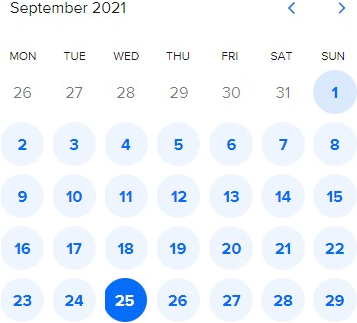 September 2021
MON TUE WED THU FRI SAT SUN
26 27 28 29 30 31 1
2 3 4 5 6 7 8
9 10 11 12 13 14 15
16 17 18 19 20 21 22
23 24 25 26 27 28 29